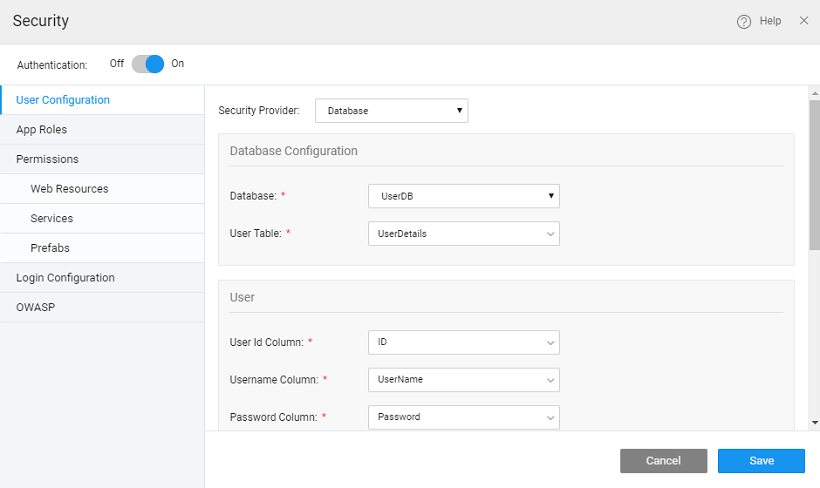 Security
Help
Authentication: Off On
User Configuration
App Roles
Permissions
Web Resources
Services
Prefabs
Login Configuration
OWASP
Security Provider: Database
Database Configuration
Database: * UserDB
User Table: * UserDetails
User
User Id Column: * ID
Username Column: * UserName
Password Column: * Password
Cancel Save